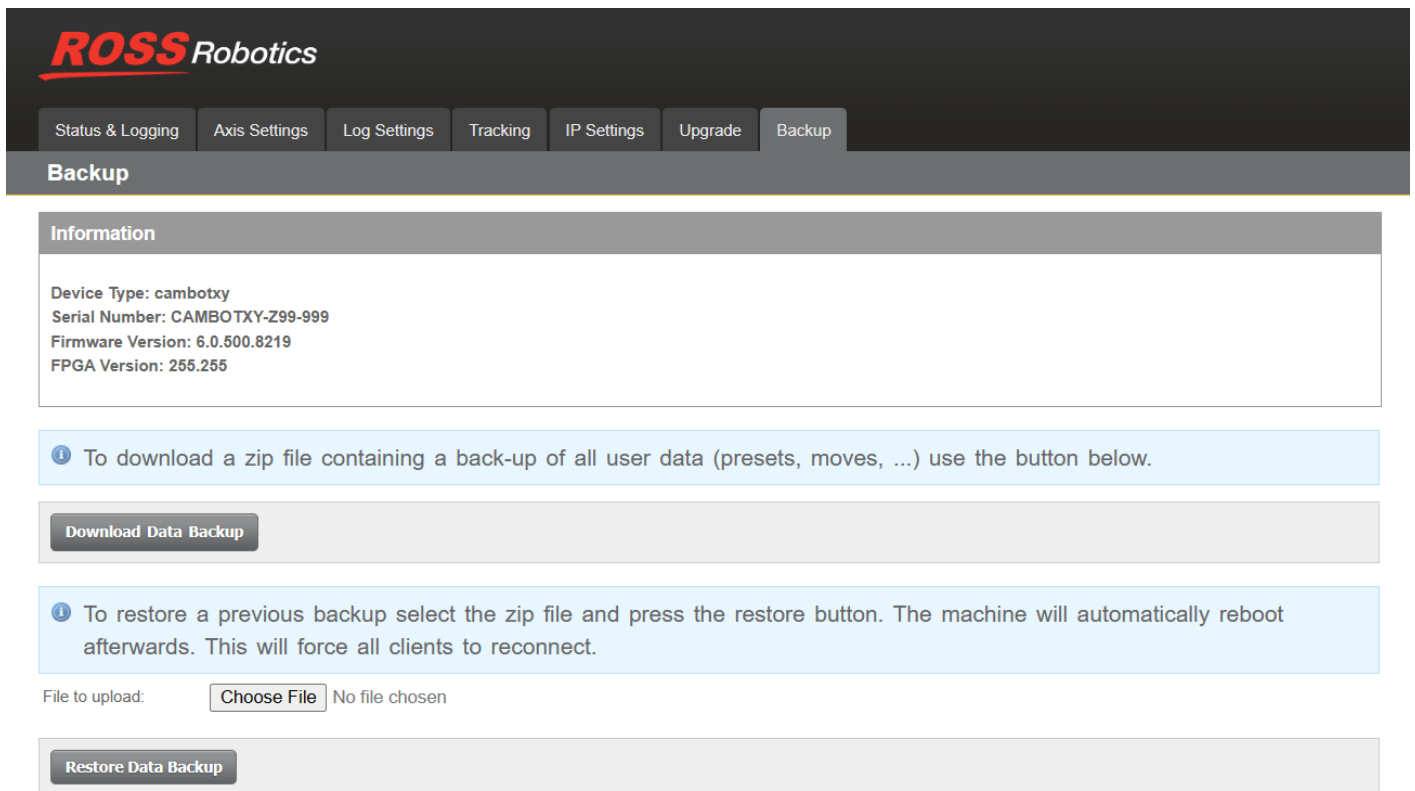 ROSS Robotics
Status & Logging Axis Settings Log Settings Tracking IP Settings Upgrade Backup
Backup
Information
Device Type: cambotxy
Serial Number: CAMBOTXY-Z99-999
Firmware Version: 6.0.500.8219
FPGA Version: 255.255
To download a zip file containing a back-up of all user data (presets, moves, ...) use the button below.
Download Data Backup
To restore a previous backup select the zip file and press the restore button. The machine will automatically reboot
afterwards. This will force all clients to reconnect.
File to upload: Choose File No file chosen
Restore Data Backup